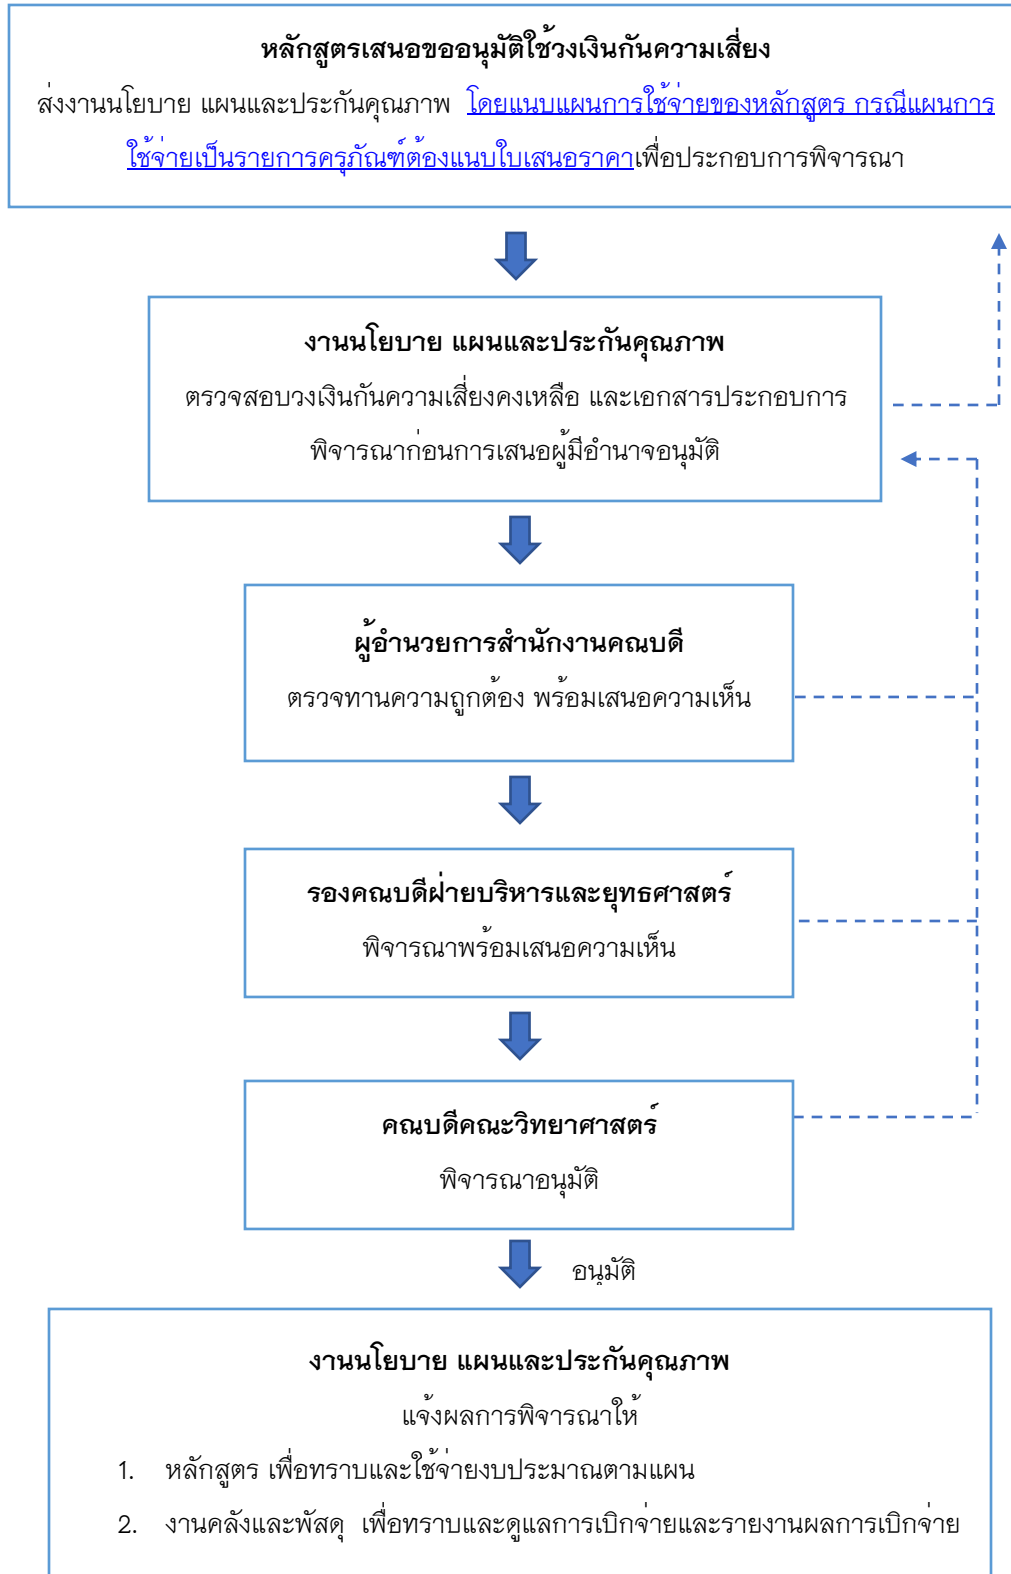 หลักสูตรเสนอขออนุมัติใช้วงเงินกันความเสี่ยง
ส่งงานนโยบาย แผนและประกันคุณภาพ โดยแนบแผนการใช้จ่ายของหลักสูตร กรณีแผนการ
ใช้จ่ายเป็นรายการครุภัณฑ์ต้องแนบใบเสนอราคาเพื่อประกอบการพิจารณา
งานนโยบาย แผนและประกันคุณภาพ
ตรวจสอบวงเงินกันความเสี่ยงคงเหลือ และเอกสารประกอบการ
พิจารณาก่อนการเสนอผู้มีอำนาจอนุมัติ
ผู้อำนวยการสำนักงานคณบดี
ตรวจทานความถูกต้อง พร้อมเสนอความเห็น
รองคณบดีฝ่ายบริหารและยุทธศาสตร์
พิจารณาพร้อมเสนอความเห็น
คณบดีคณะวิทยาศาสตร์
พิจารณาอนุมัติ
อนุมัติ
งานนโยบาย แผนและประกันคุณภาพ
แจ้งผลการพิจารณาให้
1. หลักสูตร เพื่อทราบและใช้จ่ายงบประมาณตามแผน
2. งานคลังและพัสดุ เพื่อทราบและดูแลการเบิกจ่ายและรายงานผลการเบิกจ่าย